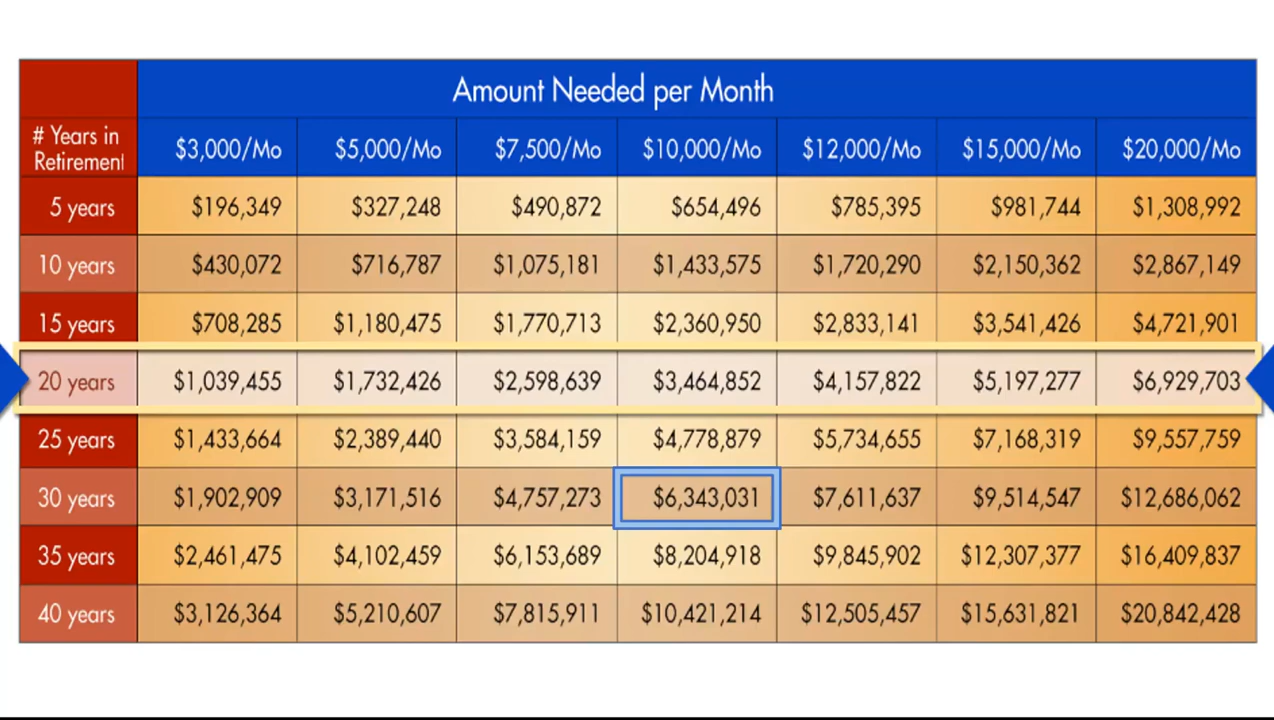 Amount Needed per Month
# Years in
Retirement
$3,000/Mo $5,000/Mo $7,500/Mo $10,000/Mo $12,000/Mo $15,000/Mo $20,000/Mo
5 years $196,349 $327,248 $490,872 $654,496 $785,395 $981,744 $1,308,992
10 years $430,072 $716,787 $1,075,181 $1,433,575 $1,720,290 $2,150,362 $2,867,149
15 years $708,285 $1,180,475 $1,770,713 $2,360,950 $2,833,141 $3,541,426 $4,721,901
20 years $1,039,455 $1,732,426 $2,598,639 $3,464,852 $4,157,822 $5,197,277 $6,929,703
25 years $1,433,664 $2,389,440 $3,584,159 $4,778,879 $5,734,655 $7,168,319 $9,557,759
30 years $1,902,909 $3,171,516 $4,757,273 $6,343,031 $7,611,637 $9,514,547 $12,686,062
35 years $2,461,475 $4,102,459 $6,153,689 $8,204,918 $9,845,902 $12,307,377 $16,409,837
40 years $3,126,364 $5,210,607 $7,815,911 $10,421,214 $12,505,457 $15,631,821 $20,842,428